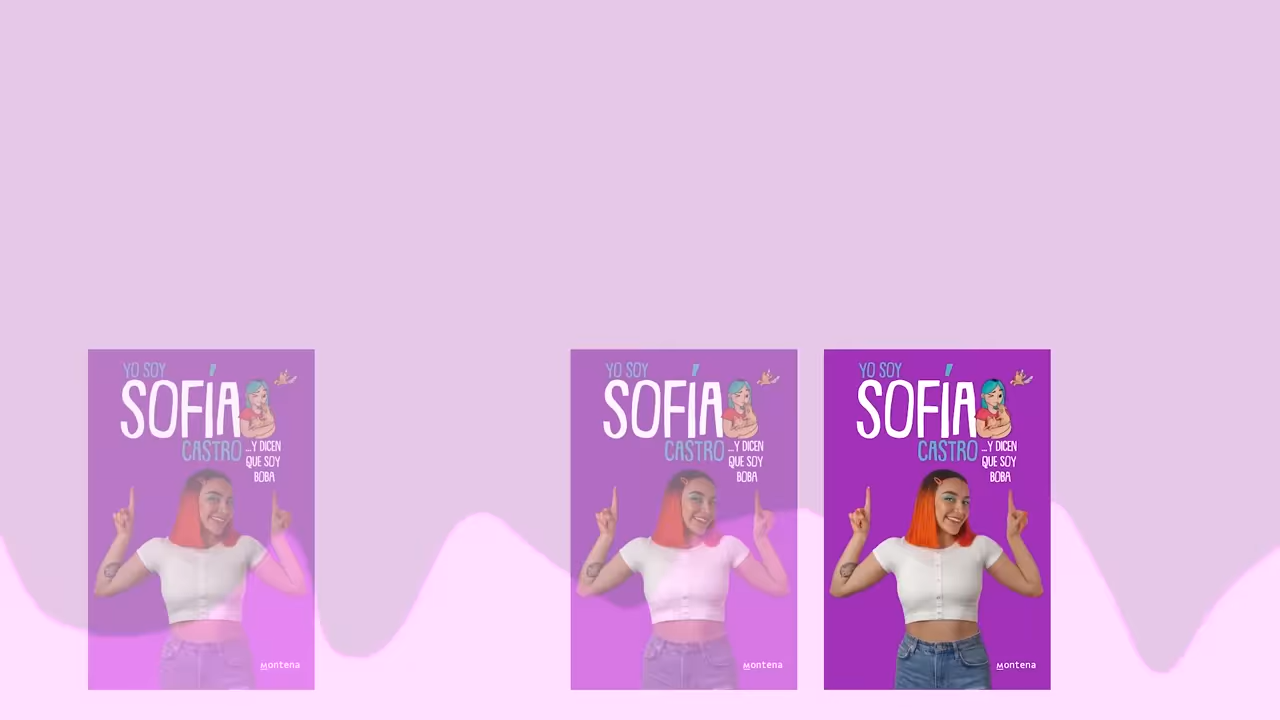 YO SOY
SOFÍA
CASTRO
...Y DICEN
QUE SOY
BOBA
Montena
YO SOY
SOFÍA
CASTRO
...Y DICEN
QUE SOY
BOBA
Montena
YO SOY
SOFÍA
CASTRO
...Y DICEN
QUE SOY
BOBA
Montena